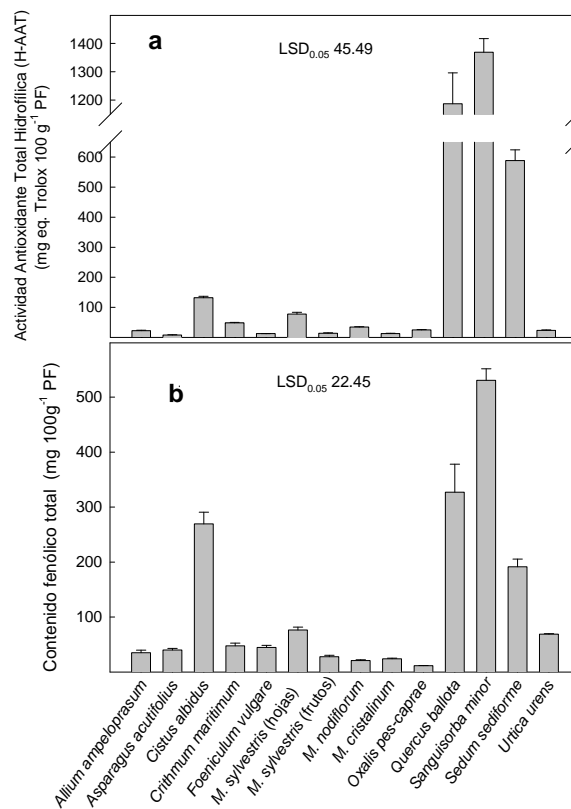 Actividad Antioxidante Total Hidrofílica (H-AAT)
(mg eq. Trolox 100 g⁻¹ PF)
a
LSD₀.₀₅ 45.49
1400
1300
1200
600
500
400
300
200
100
Contenido fenólico total (mg 100g⁻¹ PF)
b
LSD₀.₀₅ 22.45
500
400
300
200
100
Allium ampeloprasum
Asparagus acutifolius
Cistus albidus
Crithmum maritimum
Foeniculum vulgare
M. sylvestris (hojas)
M. sylvestris (frutos)
M. nodiflorum
M. cristalinum
Oxalis pes-caprae
Quercus ballota
Sanguisorba minor
Sedum sediforme
Urtica urens